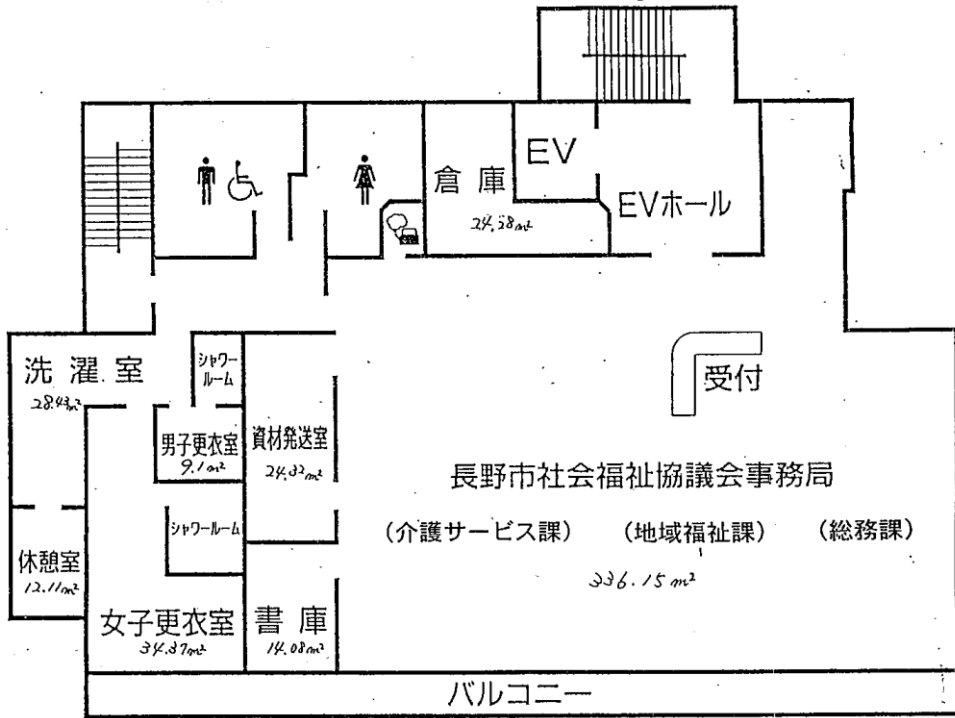 EV
倉庫
24.28m²
EVホール
洗濯室
28.43m²
シャワー
ルーム
受付
男子更衣室
9.1m²
資材発送室
24.32m²
長野市社会福祉協議会事務局
(介護サービス課) (地域福祉課) (総務課)
336.15m²
シャワールーム
休憩室
12.11m²
女子更衣室
34.37m²
書庫
14.08m²
バルコニー